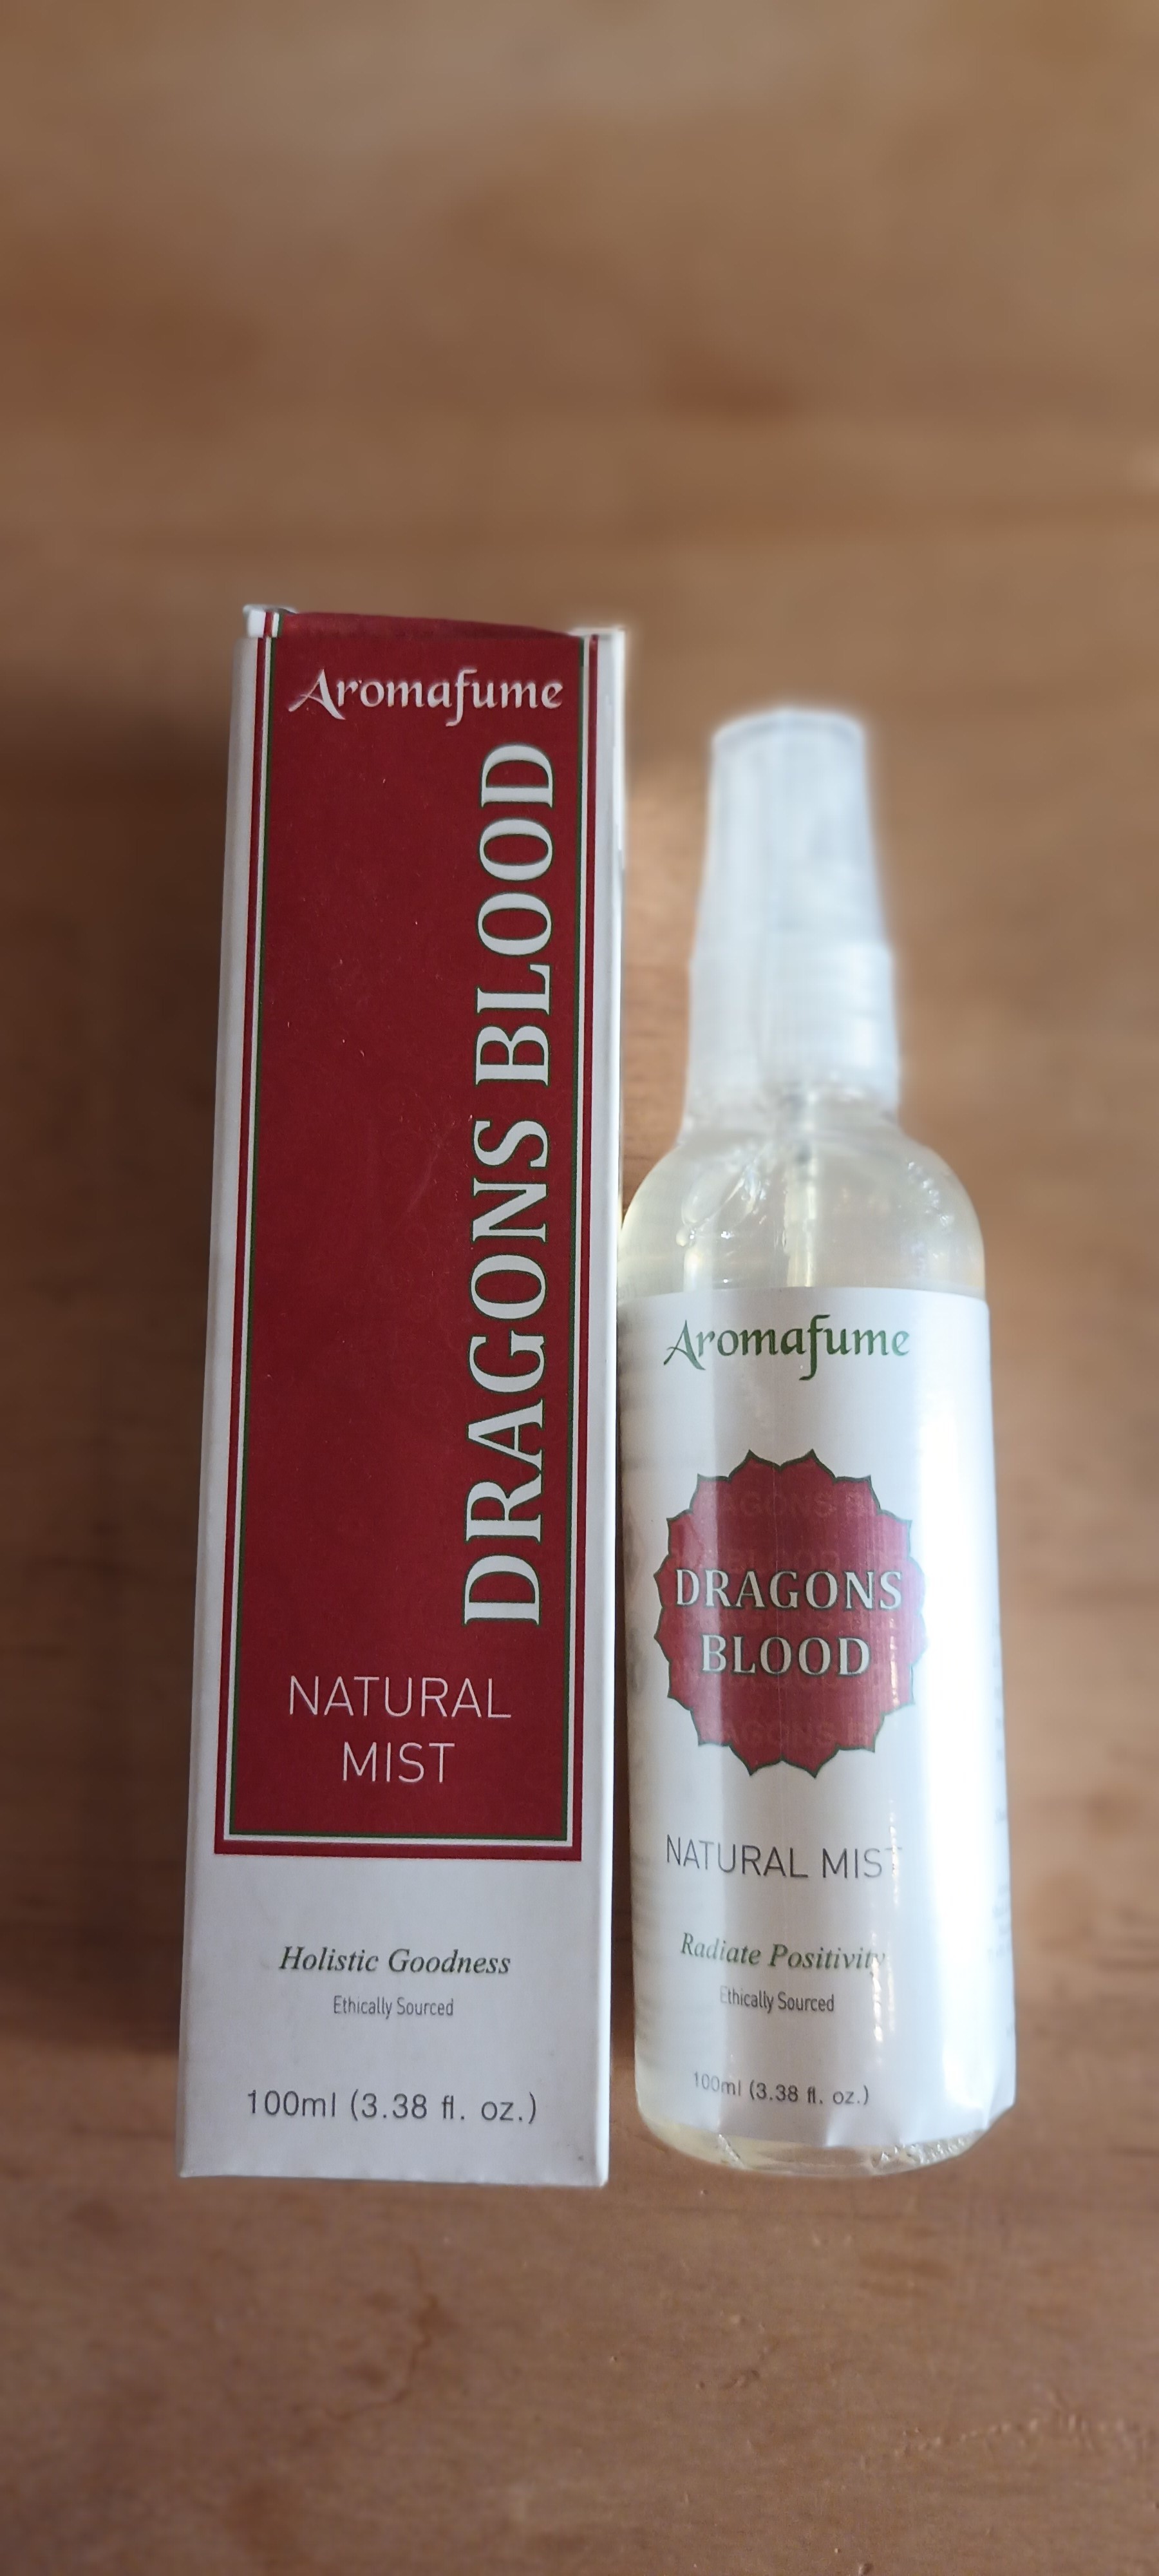 Aromafume
DRAGONS BLOOD
NATURAL
MIST
Holistic Goodness
Ethically Sourced
100ml (3.38 fl. oz.)
Aromafume
DRAGONS
BLOOD
NATURAL MIST
Radiate Positivity
Ethically Sourced
100ml (3.38 fl. oz.)